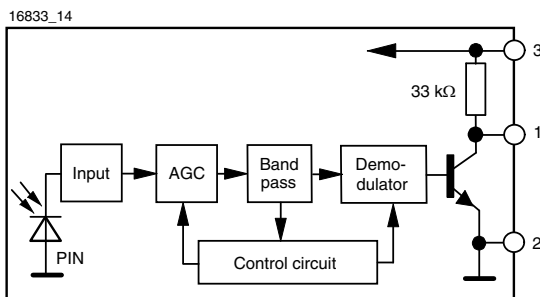 16833_14
3
33 kΩ
1
Input
AGC
Band
pass
Demo-
dulator
2
PIN
Control circuit